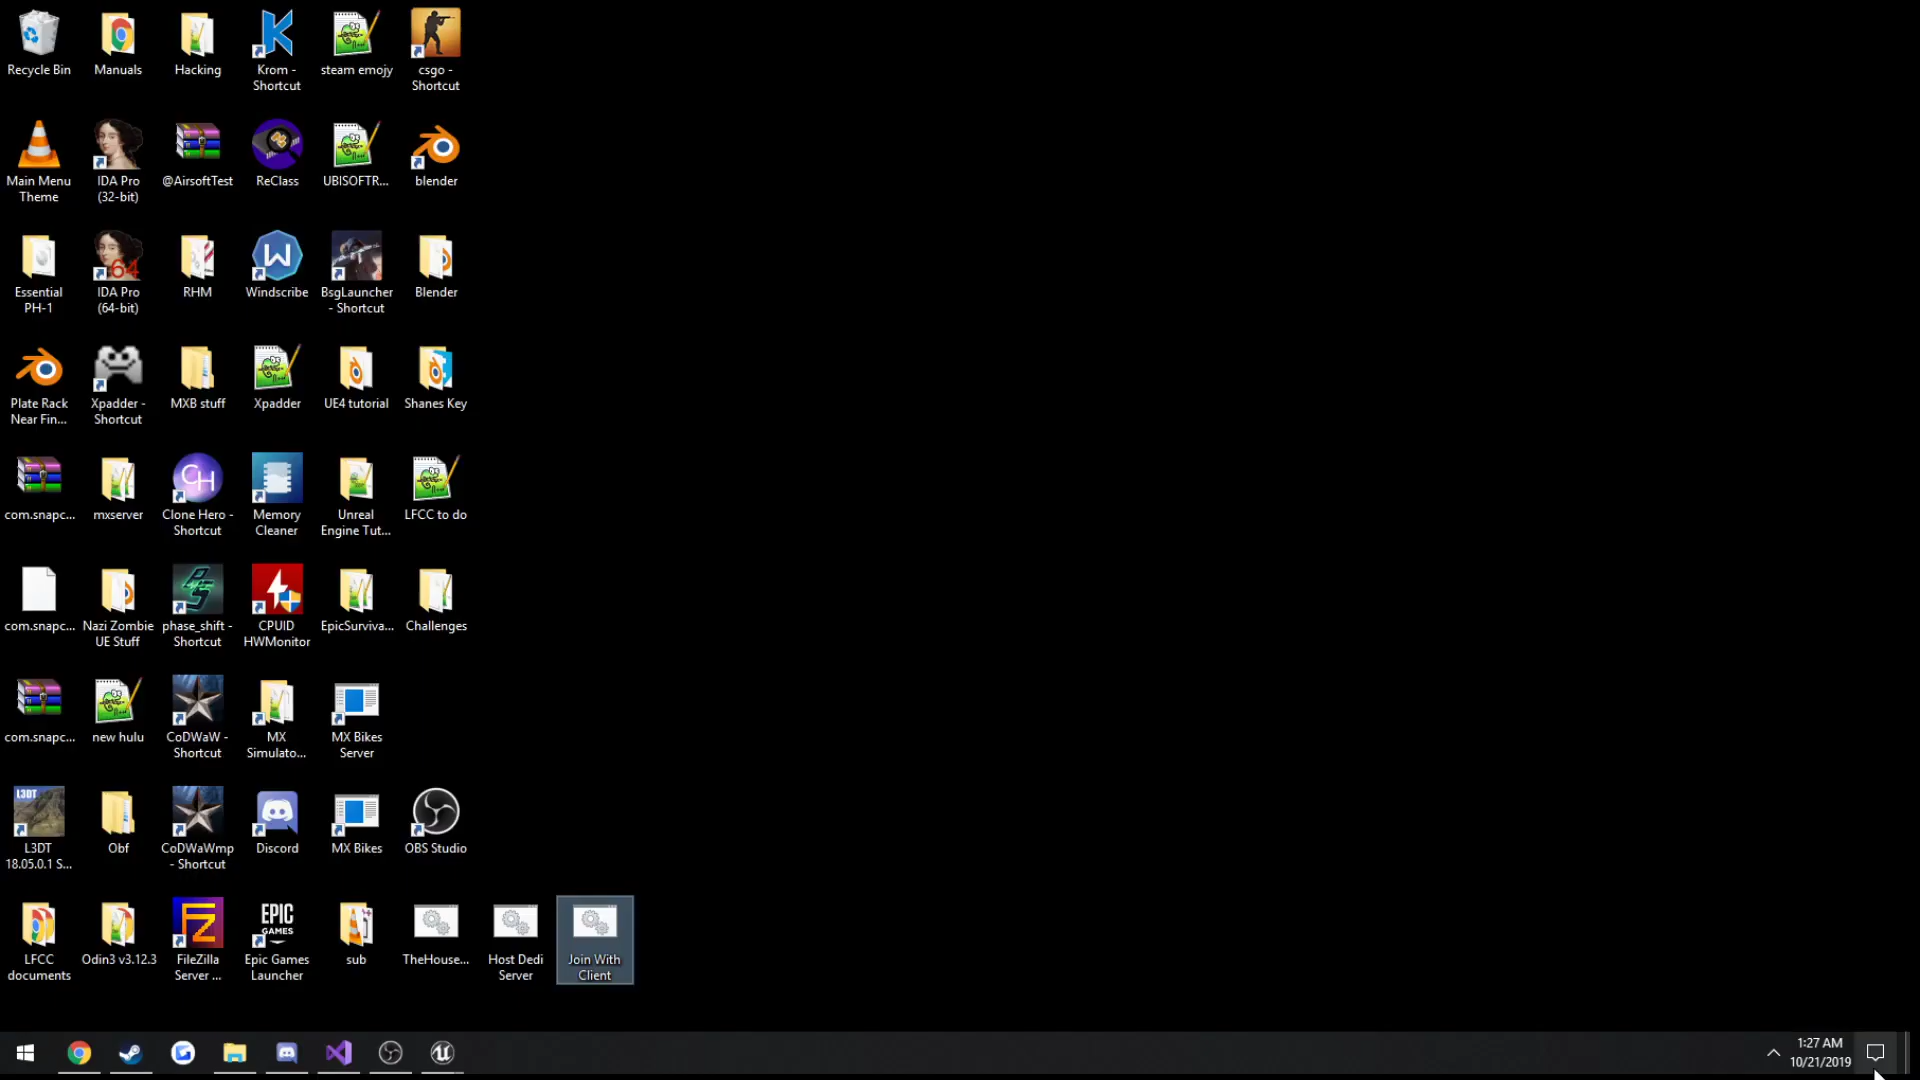 Recycle Bin
Manuals
Hacking
Krom -
Shortcut
steam emojy
csgo -
Shortcut
Main Menu
Theme
IDA Pro
(32-bit)
@AirsoftTest
ReClass
UBISOFTR...
blender
Essential
PH-1
64
IDA Pro
(64-bit)
RHM
W
Windscribe
BsgLauncher
- Shortcut
Blender
Plate Rack
Near Fin...
Xpadder -
Shortcut
MXB stuff
Xpadder
UE4 tutorial
Shanes Key
com.snapc...
mxserver
CH
Clone Hero -
Shortcut
Memory
Cleaner
Unreal
Engine Tut...
LFCC to do
com.snapc...
Nazi Zombie
UE Stuff
PS
phase_shift -
Shortcut
CPUID
HWMonitor
EpicSurviva...
Challenges
com.snapc...
new hulu
CoDWaW -
Shortcut
MX
Simulato...
MX Bikes
Server
L3DT
L3DT
18.05.0.1 S...
Obf
CoDWaWmp
- Shortcut
Discord
MX Bikes
OBS Studio
LFCC
documents
Odin3 v3.12.3
FZ
FileZilla
Server ...
EPIC
GAMES
Epic Games
Launcher
sub
TheHouse...
Host Dedi
Server
Join With
Client
1:27 AM
10/21/2019